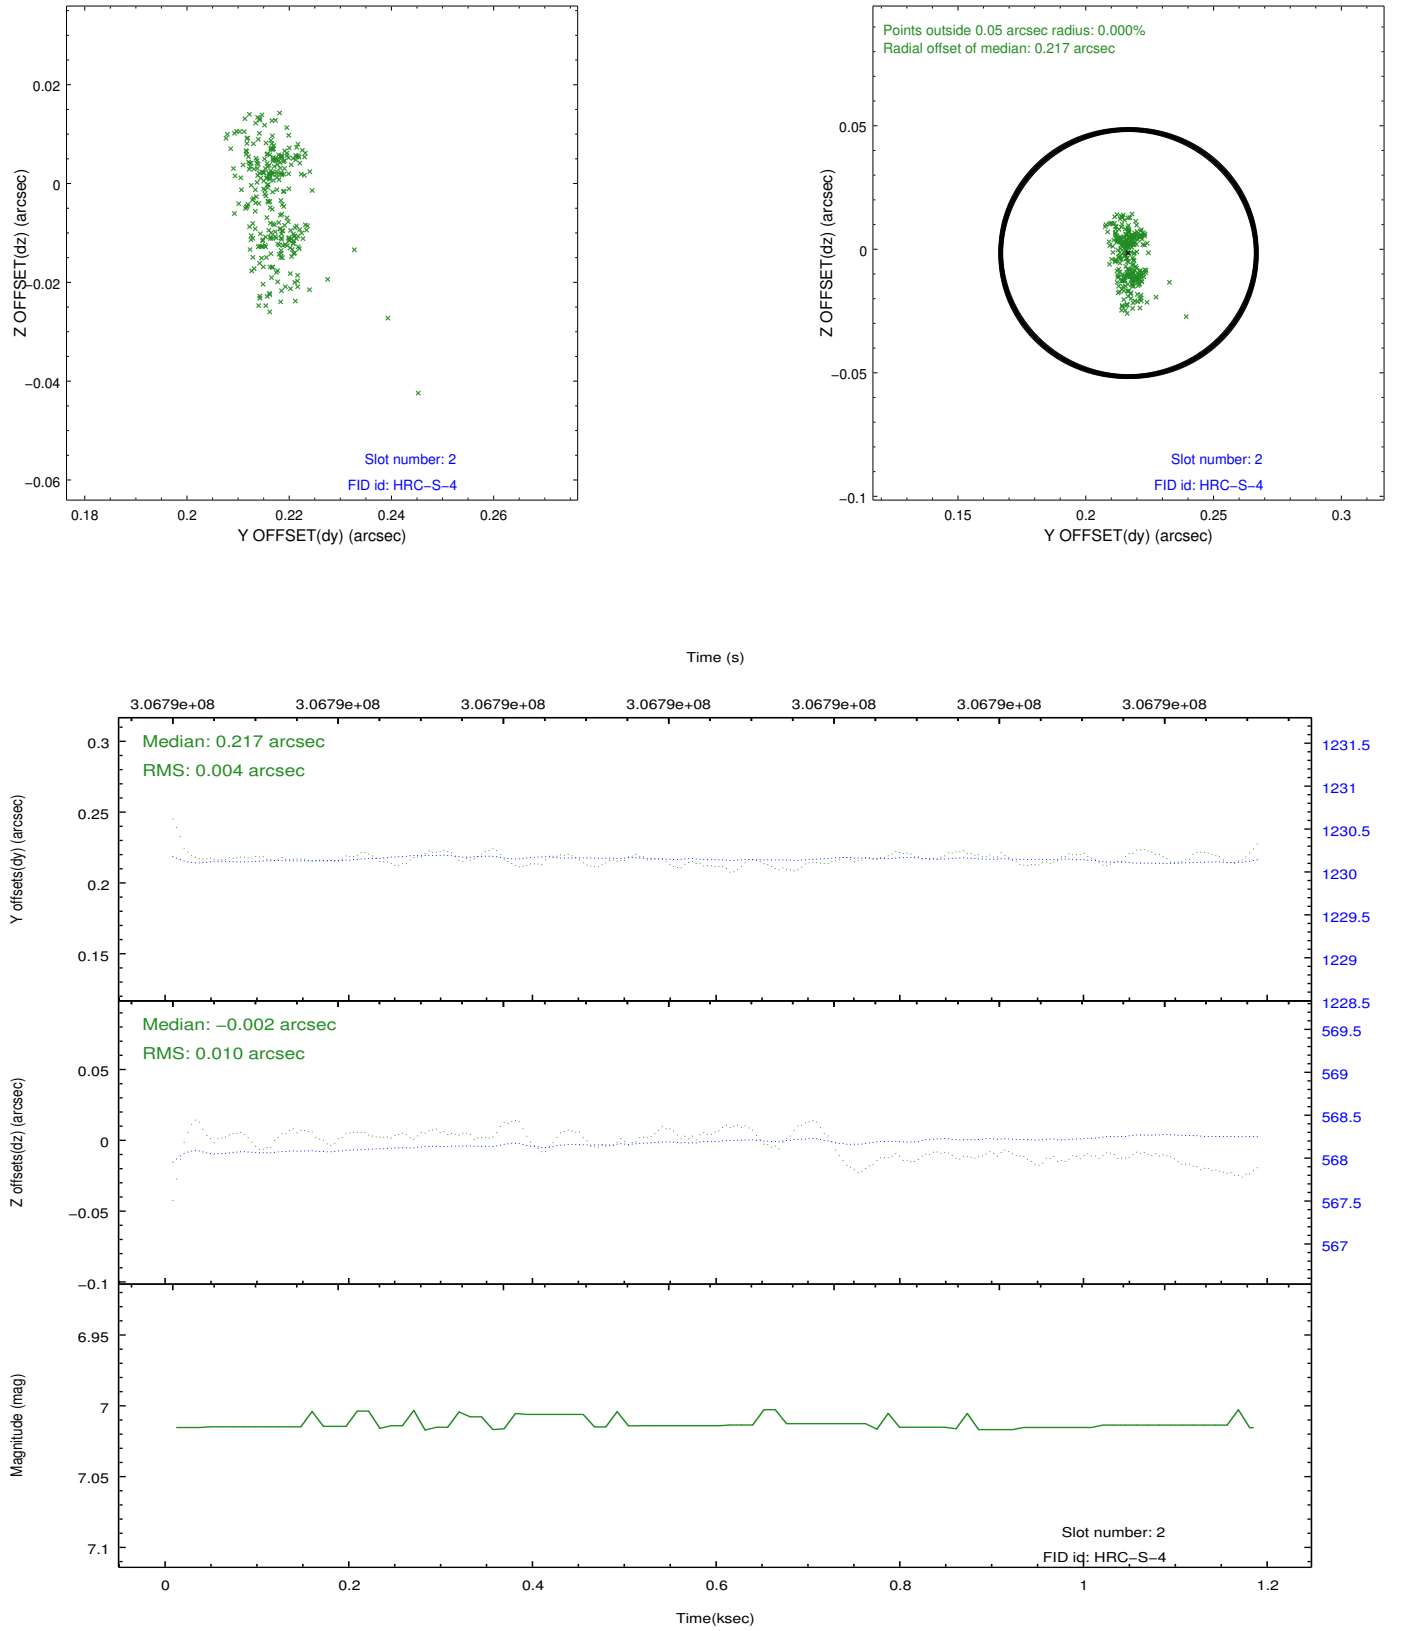 0.02
0
−0.02
−0.04
−0.06
Z OFFSET(dz) (arcsec)
Slot number: 2
FID id: HRC−S−4
0.18 0.2 0.22 0.24 0.26
Y OFFSET(dy) (arcsec)
Points outside 0.05 arcsec radius: 0.000%
Radial offset of median: 0.217 arcsec
0.05
0
−0.05
−0.1
Z OFFSET(dz) (arcsec)
Slot number: 2
FID id: HRC−S−4
0.15 0.2 0.25 0.3
Y OFFSET(dy) (arcsec)
Time (s)
3.0679e+08 3.0679e+08 3.0679e+08 3.0679e+08 3.0679e+08 3.0679e+08 3.0679e+08
Median: 0.217 arcsec
RMS: 0.004 arcsec
0.3
0.25
0.2
0.15
Y offsets(dy) (arcsec)
1231.5
1231
1230.5
1230
1229.5
1229
1228.5
Median: −0.002 arcsec
RMS: 0.010 arcsec
0.05
0
−0.05
−0.1
Z offsets(dz) (arcsec)
569.5
569
568.5
568
567.5
567
6.95
7
7.05
7.1
Magnitude (mag)
Slot number: 2
FID id: HRC−S−4
0 0.2 0.4 0.6 0.8 1 1.2
Time(ksec)